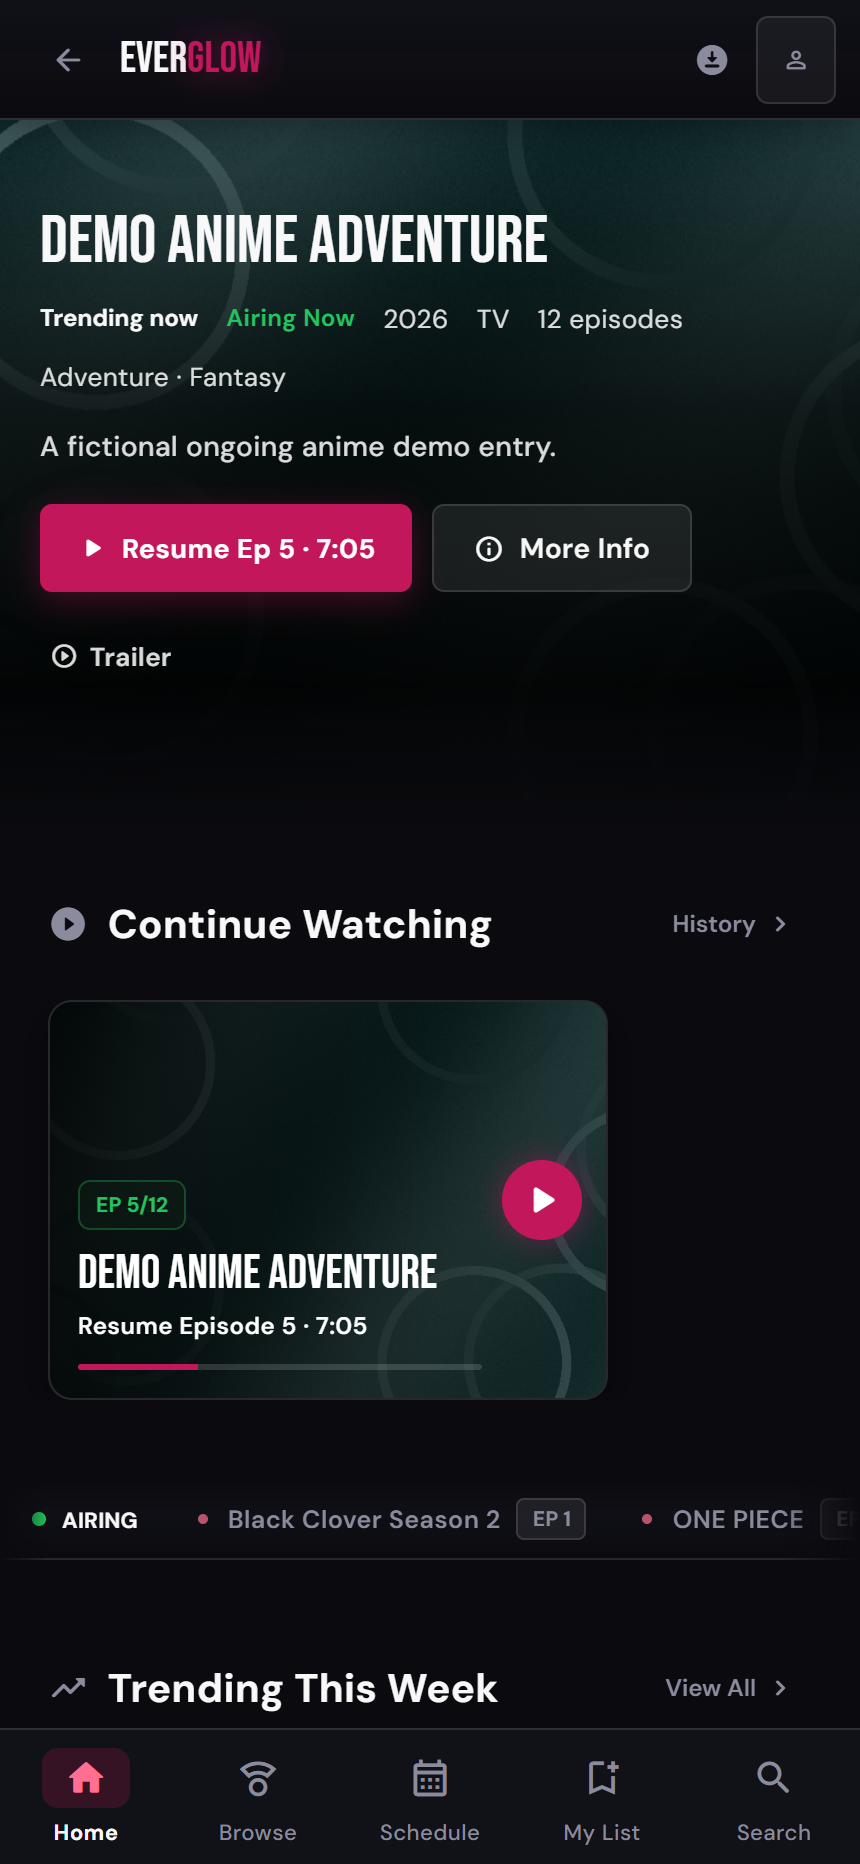 EVERGLOW
DEMO ANIME ADVENTURE
Trending now Airing Now 2026 TV 12 episodes
Adventure · Fantasy
A fictional ongoing anime demo entry.
Resume Ep 5 · 7:05 More Info
Trailer
Continue Watching History
EP 5/12
DEMO ANIME ADVENTURE
Resume Episode 5 · 7:05
AIRING Black Clover Season 2 EP 1 ONE PIECE
Trending This Week View All
Home Browse Schedule My List Search